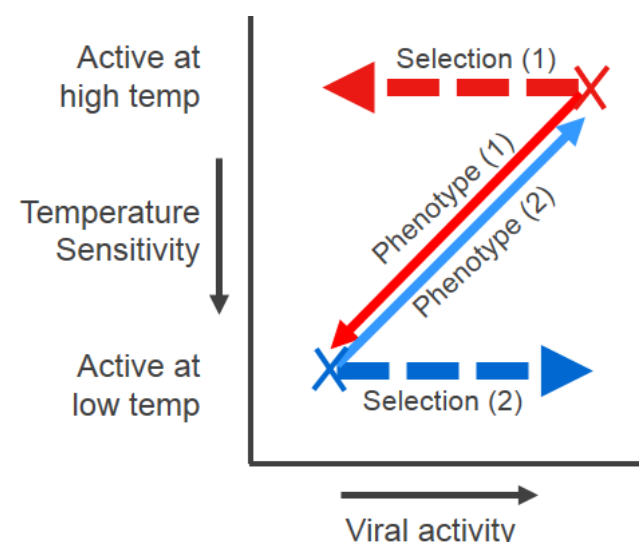 Active at
high temp
Selection (1)
Phenotype (1)
Phenotype (2)
Temperature
Sensitivity
Active at
low temp
Selection (2)
Viral activity